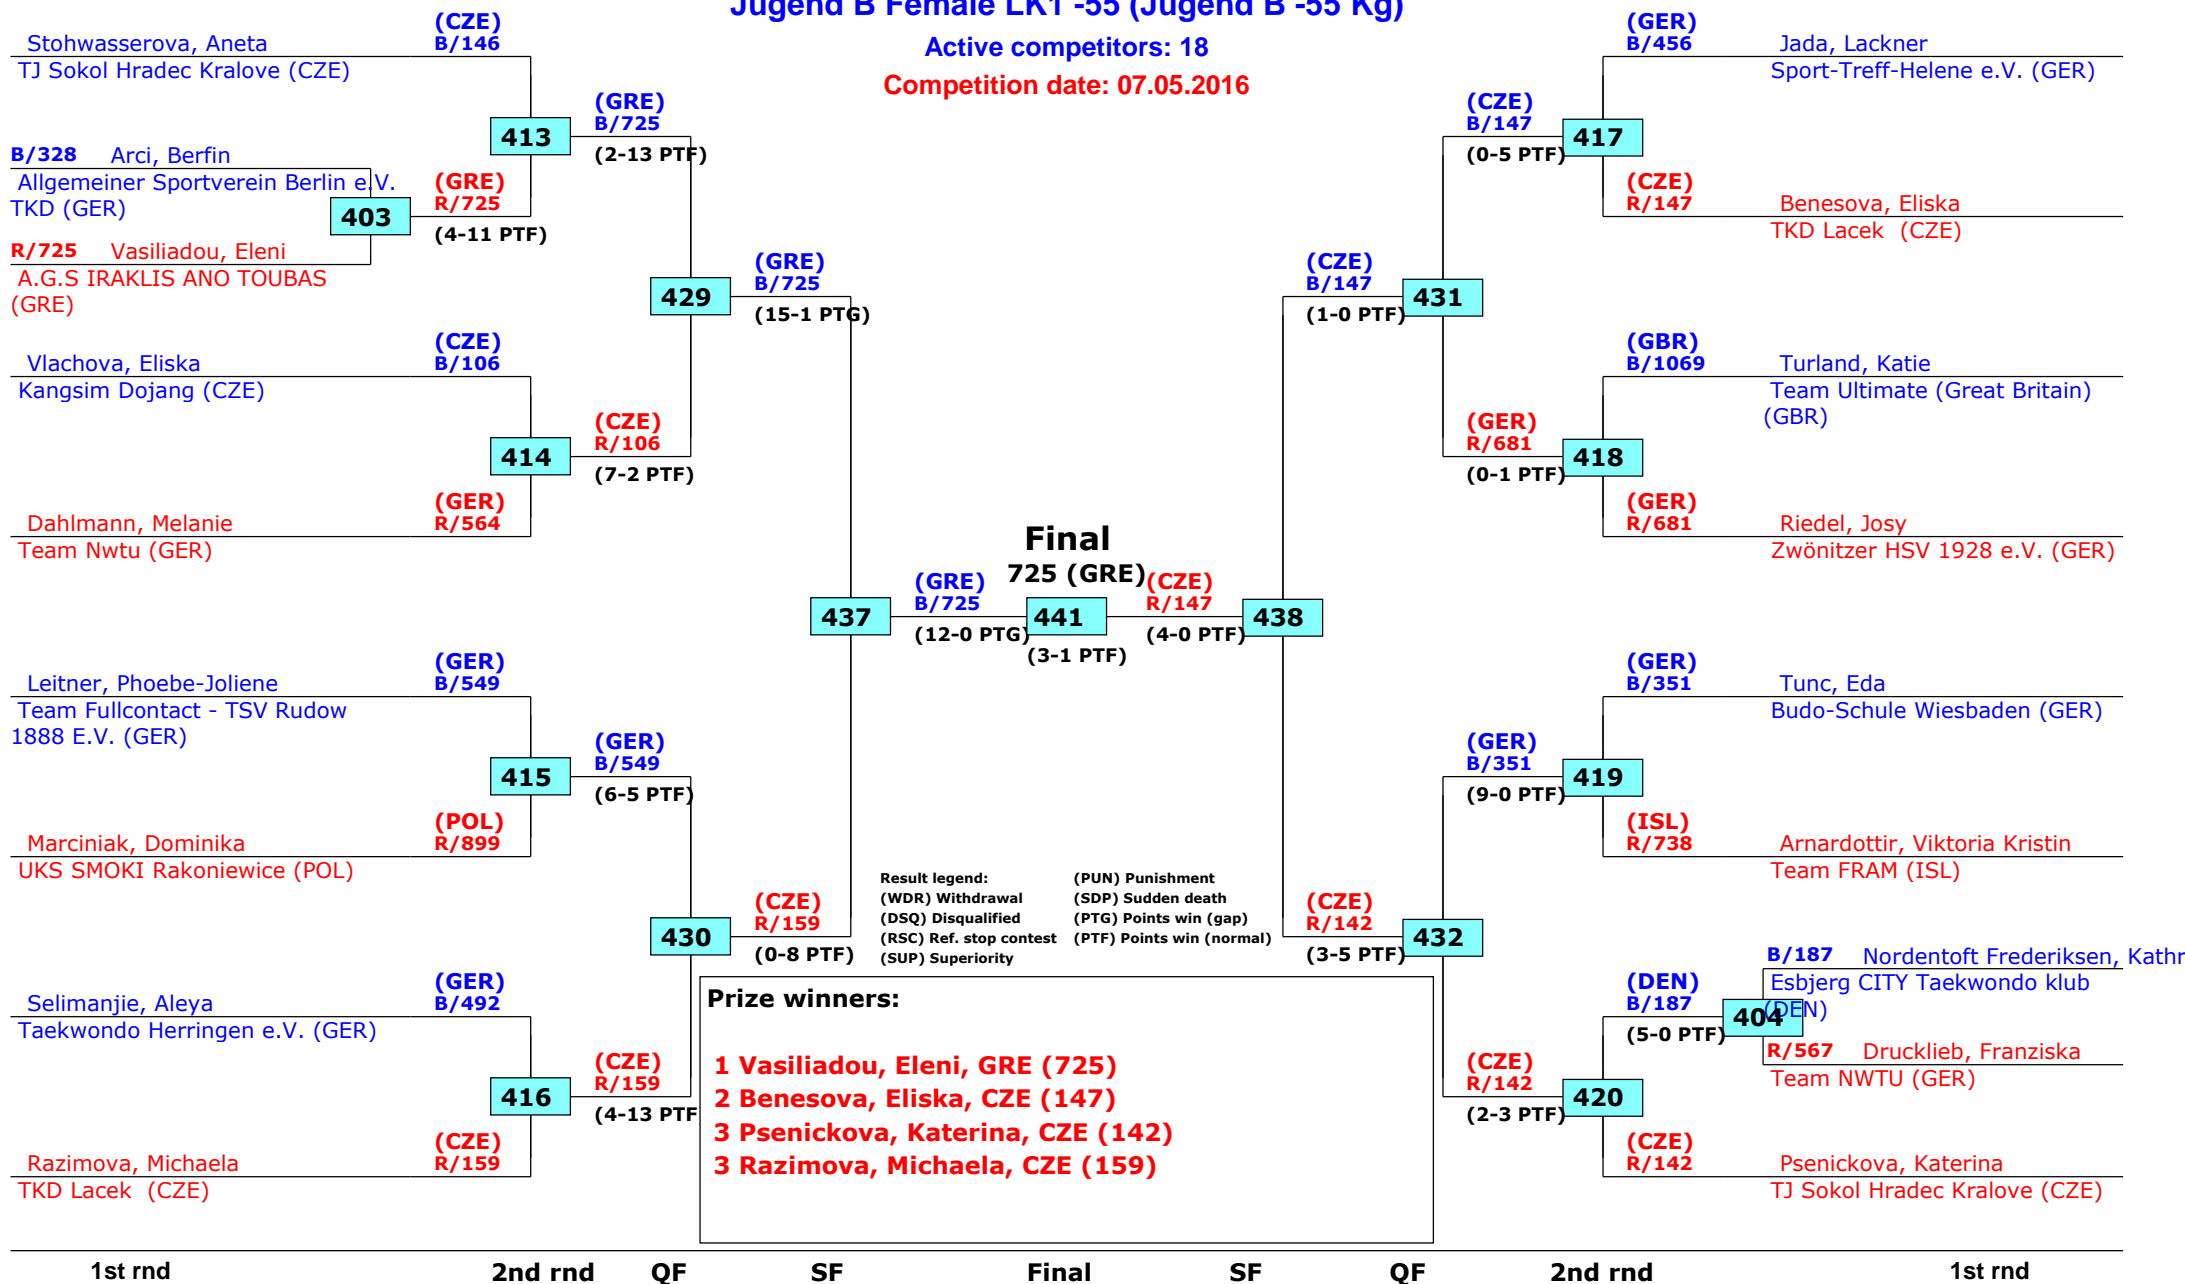 Jugend B Female LK1 -55 (Jugend B -55 Kg)
Active competitors: 18
Competition date: 07.05.2016
Stohwasserova, Aneta
TJ Sokol Hradec Kralove (CZE)
(CZE)
B/146
B/328 Arci, Berfin
Allgemeiner Sportverein Berlin e.V.
TKD (GER)
403
R/725 Vasiliadou, Eleni
A.G.S IRAKLIS ANO TOUBAS
(GRE)
(GRE)
R/725
(4-11 PTF)
413
(GRE)
B/725
(2-13 PTF)
Vlachova, Eliska
Kangsim Dojang (CZE)
(CZE)
B/106
414
Dahlmann, Melanie
Team Nwtu (GER)
(GER)
R/564
(CZE)
R/106
(7-2 PTF)
429
(GRE)
B/725
(15-1 PTG)
Leitner, Phoebe-Joliene
Team Fullcontact - TSV Rudow
1888 E.V. (GER)
(GER)
B/549
415
Marciniak, Dominika
UKS SMOKI Rakoniewice (POL)
(POL)
R/899
(GER)
B/549
(6-5 PTF)
Selimanjie, Aleya
Taekwondo Herringen e.V. (GER)
(GER)
B/492
416
Razimova, Michaela
TKD Lacek (CZE)
(CZE)
R/159
(CZE)
R/159
(4-13 PTF
430
(CZE)
R/159
(0-8 PTF)
437
(GRE)
B/725
(12-0 PTG)
Final
725 (GRE)
441
(3-1 PTF)
(CZE)
R/147
(4-0 PTF)
438
(GER)
B/456
Jada, Lackner
Sport-Treff-Helene e.V. (GER)
417
(CZE)
R/147
Benesova, Eliska
TKD Lacek (CZE)
(CZE)
B/147
(0-5 PTF)
(GBR)
B/1069
Turland, Katie
Team Ultimate (Great Britain)
(GBR)
418
(GER)
R/681
Riedel, Josy
Zwönitzer HSV 1928 e.V. (GER)
(GER)
R/681
(0-1 PTF)
431
(CZE)
B/147
(1-0 PTF)
(GER)
B/351
Tunc, Eda
Budo-Schule Wiesbaden (GER)
419
(ISL)
R/738
Arnardottir, Viktoria Kristin
Team FRAM (ISL)
(GER)
B/351
(9-0 PTF)
B/187 Nordentoft Frederiksen, Kathr
Esbjerg CITY Taekwondo klub
(DEN)
404
R/567 Drucklieb, Franziska
Team NWTU (GER)
(DEN)
B/187
(5-0 PTF)
420
(CZE)
R/142
Psenickova, Katerina
TJ Sokol Hradec Kralove (CZE)
(CZE)
R/142
(2-3 PTF)
432
(CZE)
R/142
(3-5 PTF)
Result legend:
(WDR) Withdrawal
(DSQ) Disqualified
(RSC) Ref. stop contest
(SUP) Superiority
(PUN) Punishment
(SDP) Sudden death
(PTG) Points win (gap)
(PTF) Points win (normal)
Prize winners:
1 Vasiliadou, Eleni, GRE (725)
2 Benesova, Eliska, CZE (147)
3 Psenickova, Katerina, CZE (142)
3 Razimova, Michaela, CZE (159)
1st rnd 2nd rnd QF SF Final SF QF 2nd rnd 1st rnd